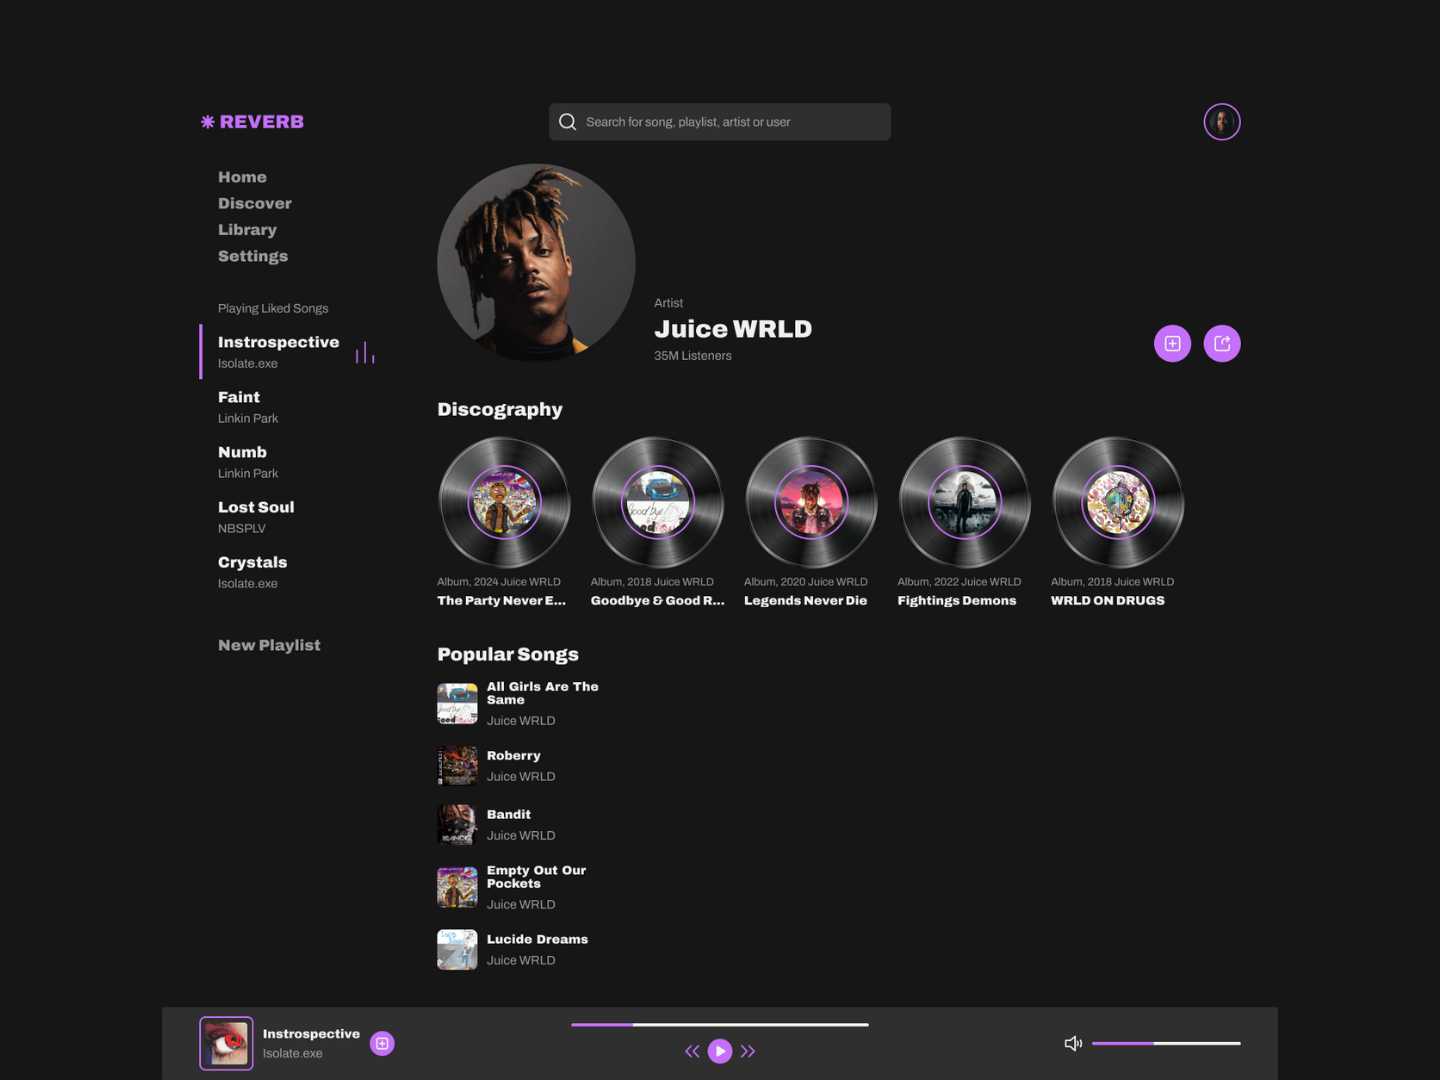 REVERB
Search for song, playlist, artist or user
Home
Discover
Library
Settings
Playing Liked Songs
Instrospective
Isolate.exe
Faint
Linkin Park
Numb
Linkin Park
Lost Soul
NBSPLV
Crystals
Isolate.exe
New Playlist
Artist
Juice WRLD
35M Listeners
Discography
Album, 2024 Juice WRLD
The Party Never E...
Album, 2018 Juice WRLD
Goodbye & Good R...
Album, 2020 Juice WRLD
Legends Never Die
Album, 2022 Juice WRLD
Fightings Demons
Album, 2018 Juice WRLD
WRLD ON DRUGS
Popular Songs
All Girls Are The
Same
Juice WRLD
Roberry
Juice WRLD
Bandit
Juice WRLD
Empty Out Our
Pockets
Juice WRLD
Lucide Dreams
Juice WRLD
Instrospective
Isolate.exe